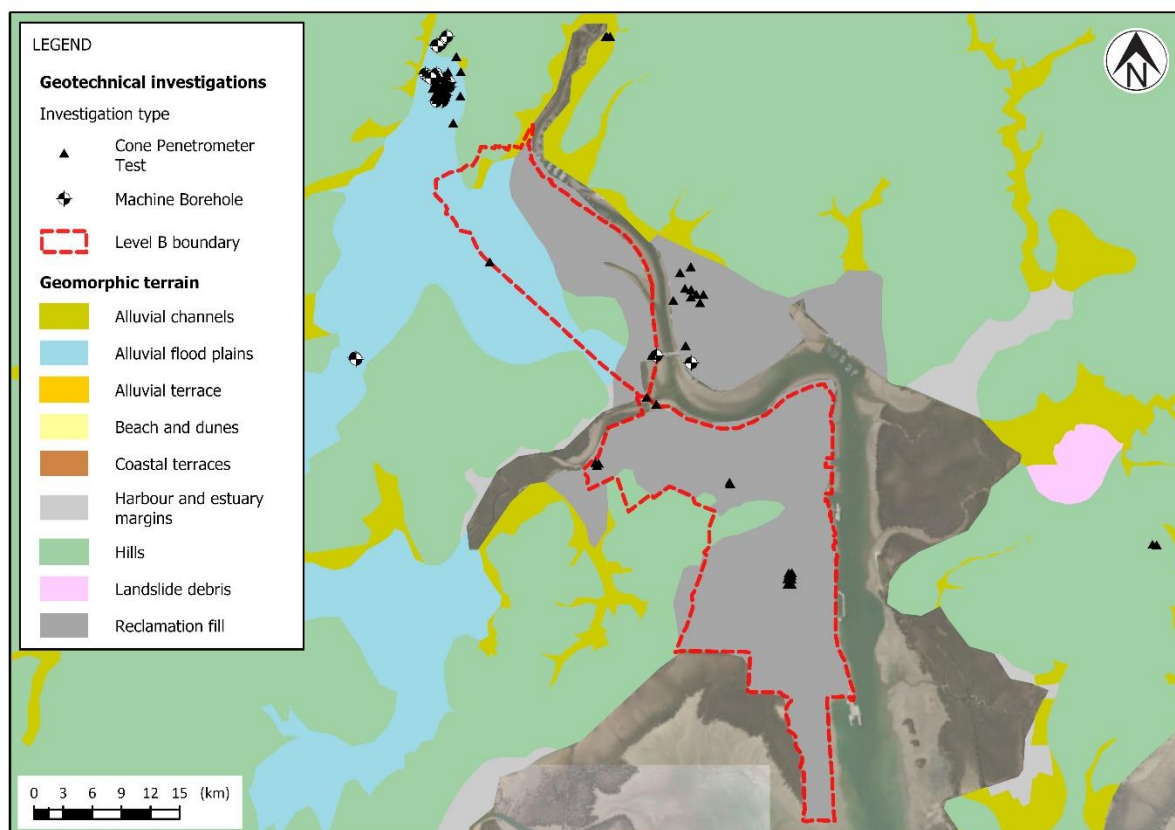 LEGEND
Geotechnical investigations
Investigation type
Cone Penetrometer
Test
Machine Borehole
Level B boundary
Geomorphic terrain
Alluvial channels
Alluvial flood plains
Alluvial terrace
Beach and dunes
Coastal terraces
Harbour and estuary
margins
Hills
Landslide debris
Reclamation fill
0 3 6 9 12 15 (km)
N